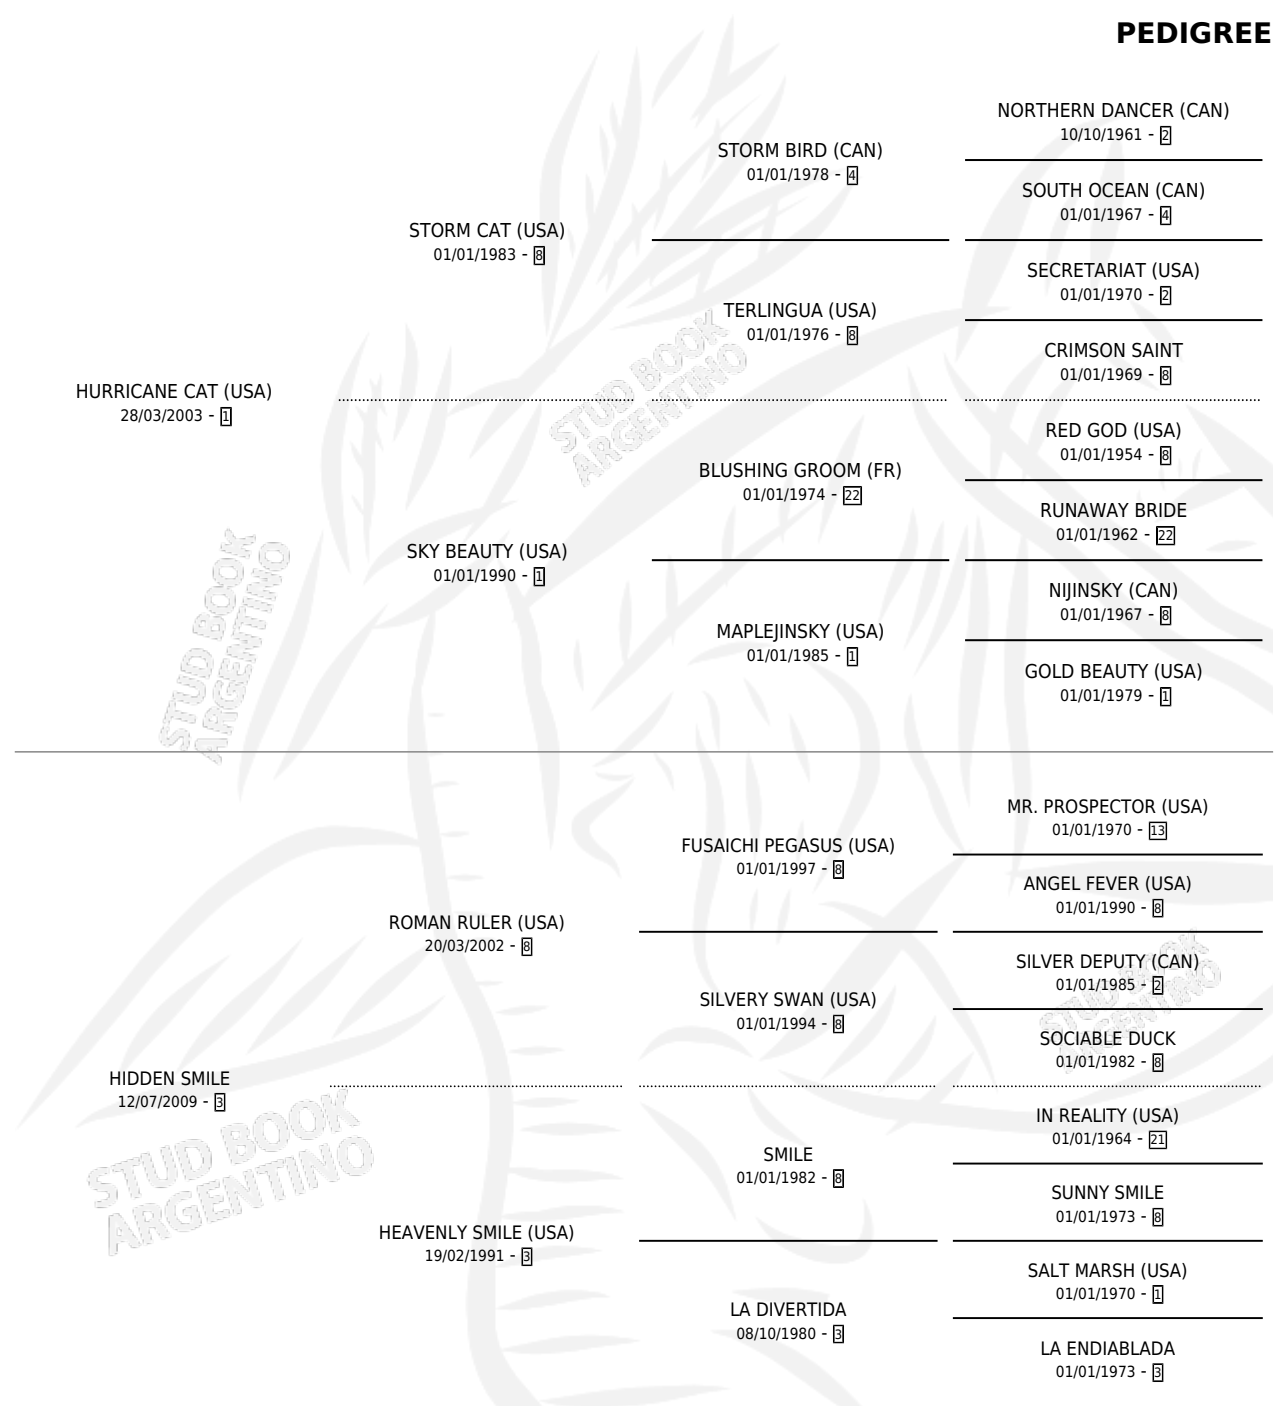 PEDIGREE
NORTHERN DANCER (CAN)
10/10/1961 - 2
STORM BIRD (CAN)
01/01/1978 - 4
SOUTH OCEAN (CAN)
01/01/1967 - 4
STORM CAT (USA)
01/01/1983 - 8
SECRETARIAT (USA)
01/01/1970 - 2
TERLINGUA (USA)
01/01/1976 - 8
CRIMSON SAINT
01/01/1969 - 8
HURRICANE CAT (USA)
28/03/2003 - 1
RED GOD (USA)
01/01/1954 - 8
BLUSHING GROOM (FR)
01/01/1974 - 22
RUNAWAY BRIDE
01/01/1962 - 22
SKY BEAUTY (USA)
01/01/1990 - 1
NIJINSKY (CAN)
01/01/1967 - 8
MAPLEJINSKY (USA)
01/01/1985 - 1
GOLD BEAUTY (USA)
01/01/1979 - 1
MR. PROSPECTOR (USA)
01/01/1970 - 13
FUSAICHI PEGASUS (USA)
01/01/1997 - 8
ANGEL FEVER (USA)
01/01/1990 - 8
ROMAN RULER (USA)
20/03/2002 - 8
SILVER DEPUTY (CAN)
01/01/1985 - 2
SILVERY SWAN (USA)
01/01/1994 - 8
SOCIABLE DUCK
01/01/1982 - 8
HIDDEN SMILE
12/07/2009 - 3
IN REALITY (USA)
01/01/1964 - 21
SMILE
01/01/1982 - 8
SUNNY SMILE
01/01/1973 - 8
HEAVENLY SMILE (USA)
19/02/1991 - 3
SALT MARSH (USA)
01/01/1970 - 1
LA DIVERTIDA
08/10/1980 - 3
LA ENDIABLADA
01/01/1973 - 3
STUD BOOK
ARGENTINO
STUD BOOK
ARGENTINO
STUD BOOK
ARGENTINO
STUD BOOK
ARGENTINO